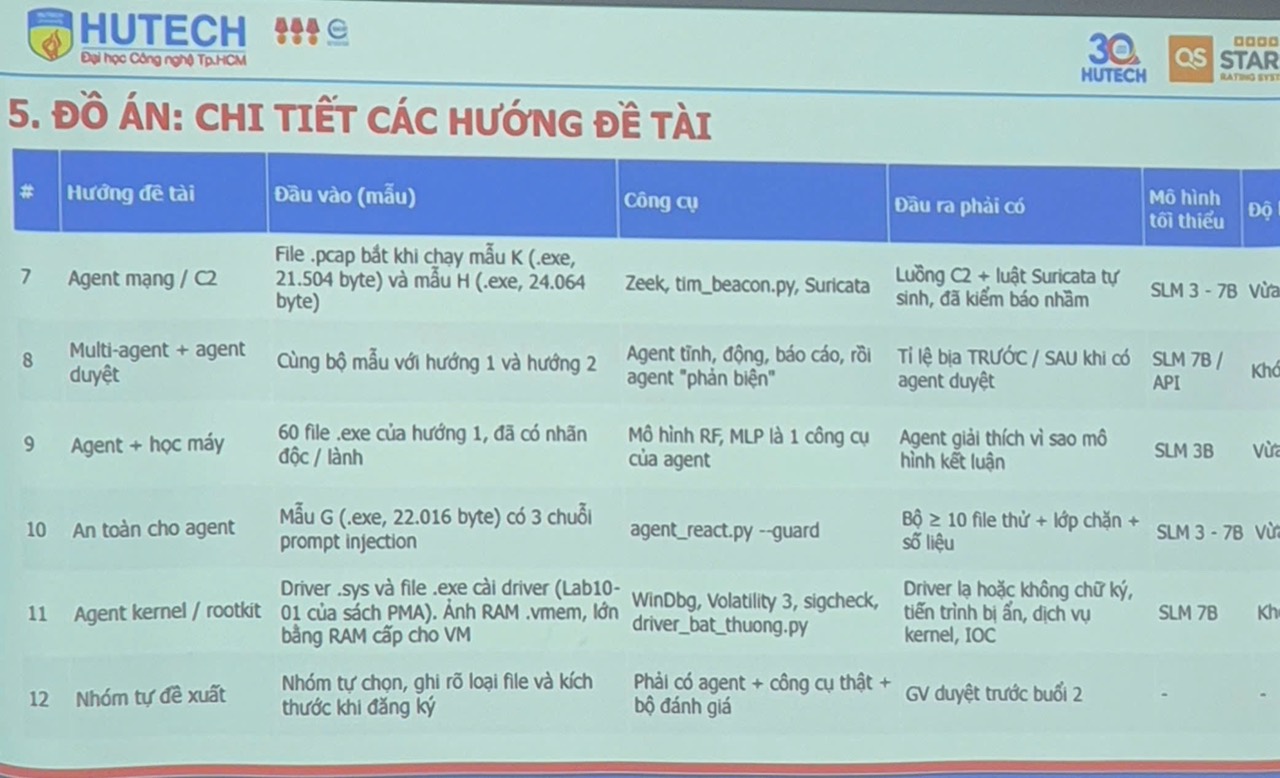 HUTECH
Đại học Công nghệ Tp.HCM
30
HUTECH
QS
STAR
RATING SYST
5. ĐỒ ÁN: CHI TIẾT CÁC HƯỚNG ĐỀ TÀI
#
Hướng đề tài
Đầu vào (mẫu)
Công cụ
Đầu ra phải có
Mô hình
tối thiểu
Độ
7
Agent mạng / C2
File .pcap bắt khi chạy mẫu K (.exe,
21.504 byte) và mẫu H (.exe, 24.064
byte)
Zeek, tim_beacon.py, Suricata
Luồng C2 + luật Suricata tự
sinh, đã kiểm báo nhầm
SLM 3 - 7B
Vừa
8
Multi-agent + agent
duyệt
Cùng bộ mẫu với hướng 1 và hướng 2
Agent tĩnh, động, báo cáo, rồi
agent "phản biện"
Tỉ lệ bịa TRƯỚC / SAU khi có
agent duyệt
SLM 7B /
API
Khó
9
Agent + học máy
60 file .exe của hướng 1, đã có nhãn
độc / lành
Mô hình RF, MLP là 1 công cụ
của agent
Agent giải thích vì sao mô
hình kết luận
SLM 3B
Vừa
10
An toàn cho agent
Mẫu G (.exe, 22.016 byte) có 3 chuỗi
prompt injection
agent_react.py --guard
Bộ ≥ 10 file thử + lớp chặn +
số liệu
SLM 3 - 7B
Vừa
11
Agent kernel / rootkit
Driver .sys và file .exe cài driver (Lab10-
01 của sách PMA). Ảnh RAM .vmem, lớn
bằng RAM cấp cho VM
WinDbg, Volatility 3, sigcheck,
driver_bat_thuong.py
Driver lạ hoặc không chữ ký,
tiến trình bị ẩn, dịch vụ
kernel, IOC
SLM 7B
Kh
12
Nhóm tự đề xuất
Nhóm tự chọn, ghi rõ loại file và kích
thước khi đăng ký
Phải có agent + công cụ thật +
bộ đánh giá
GV duyệt trước buổi 2
-
-